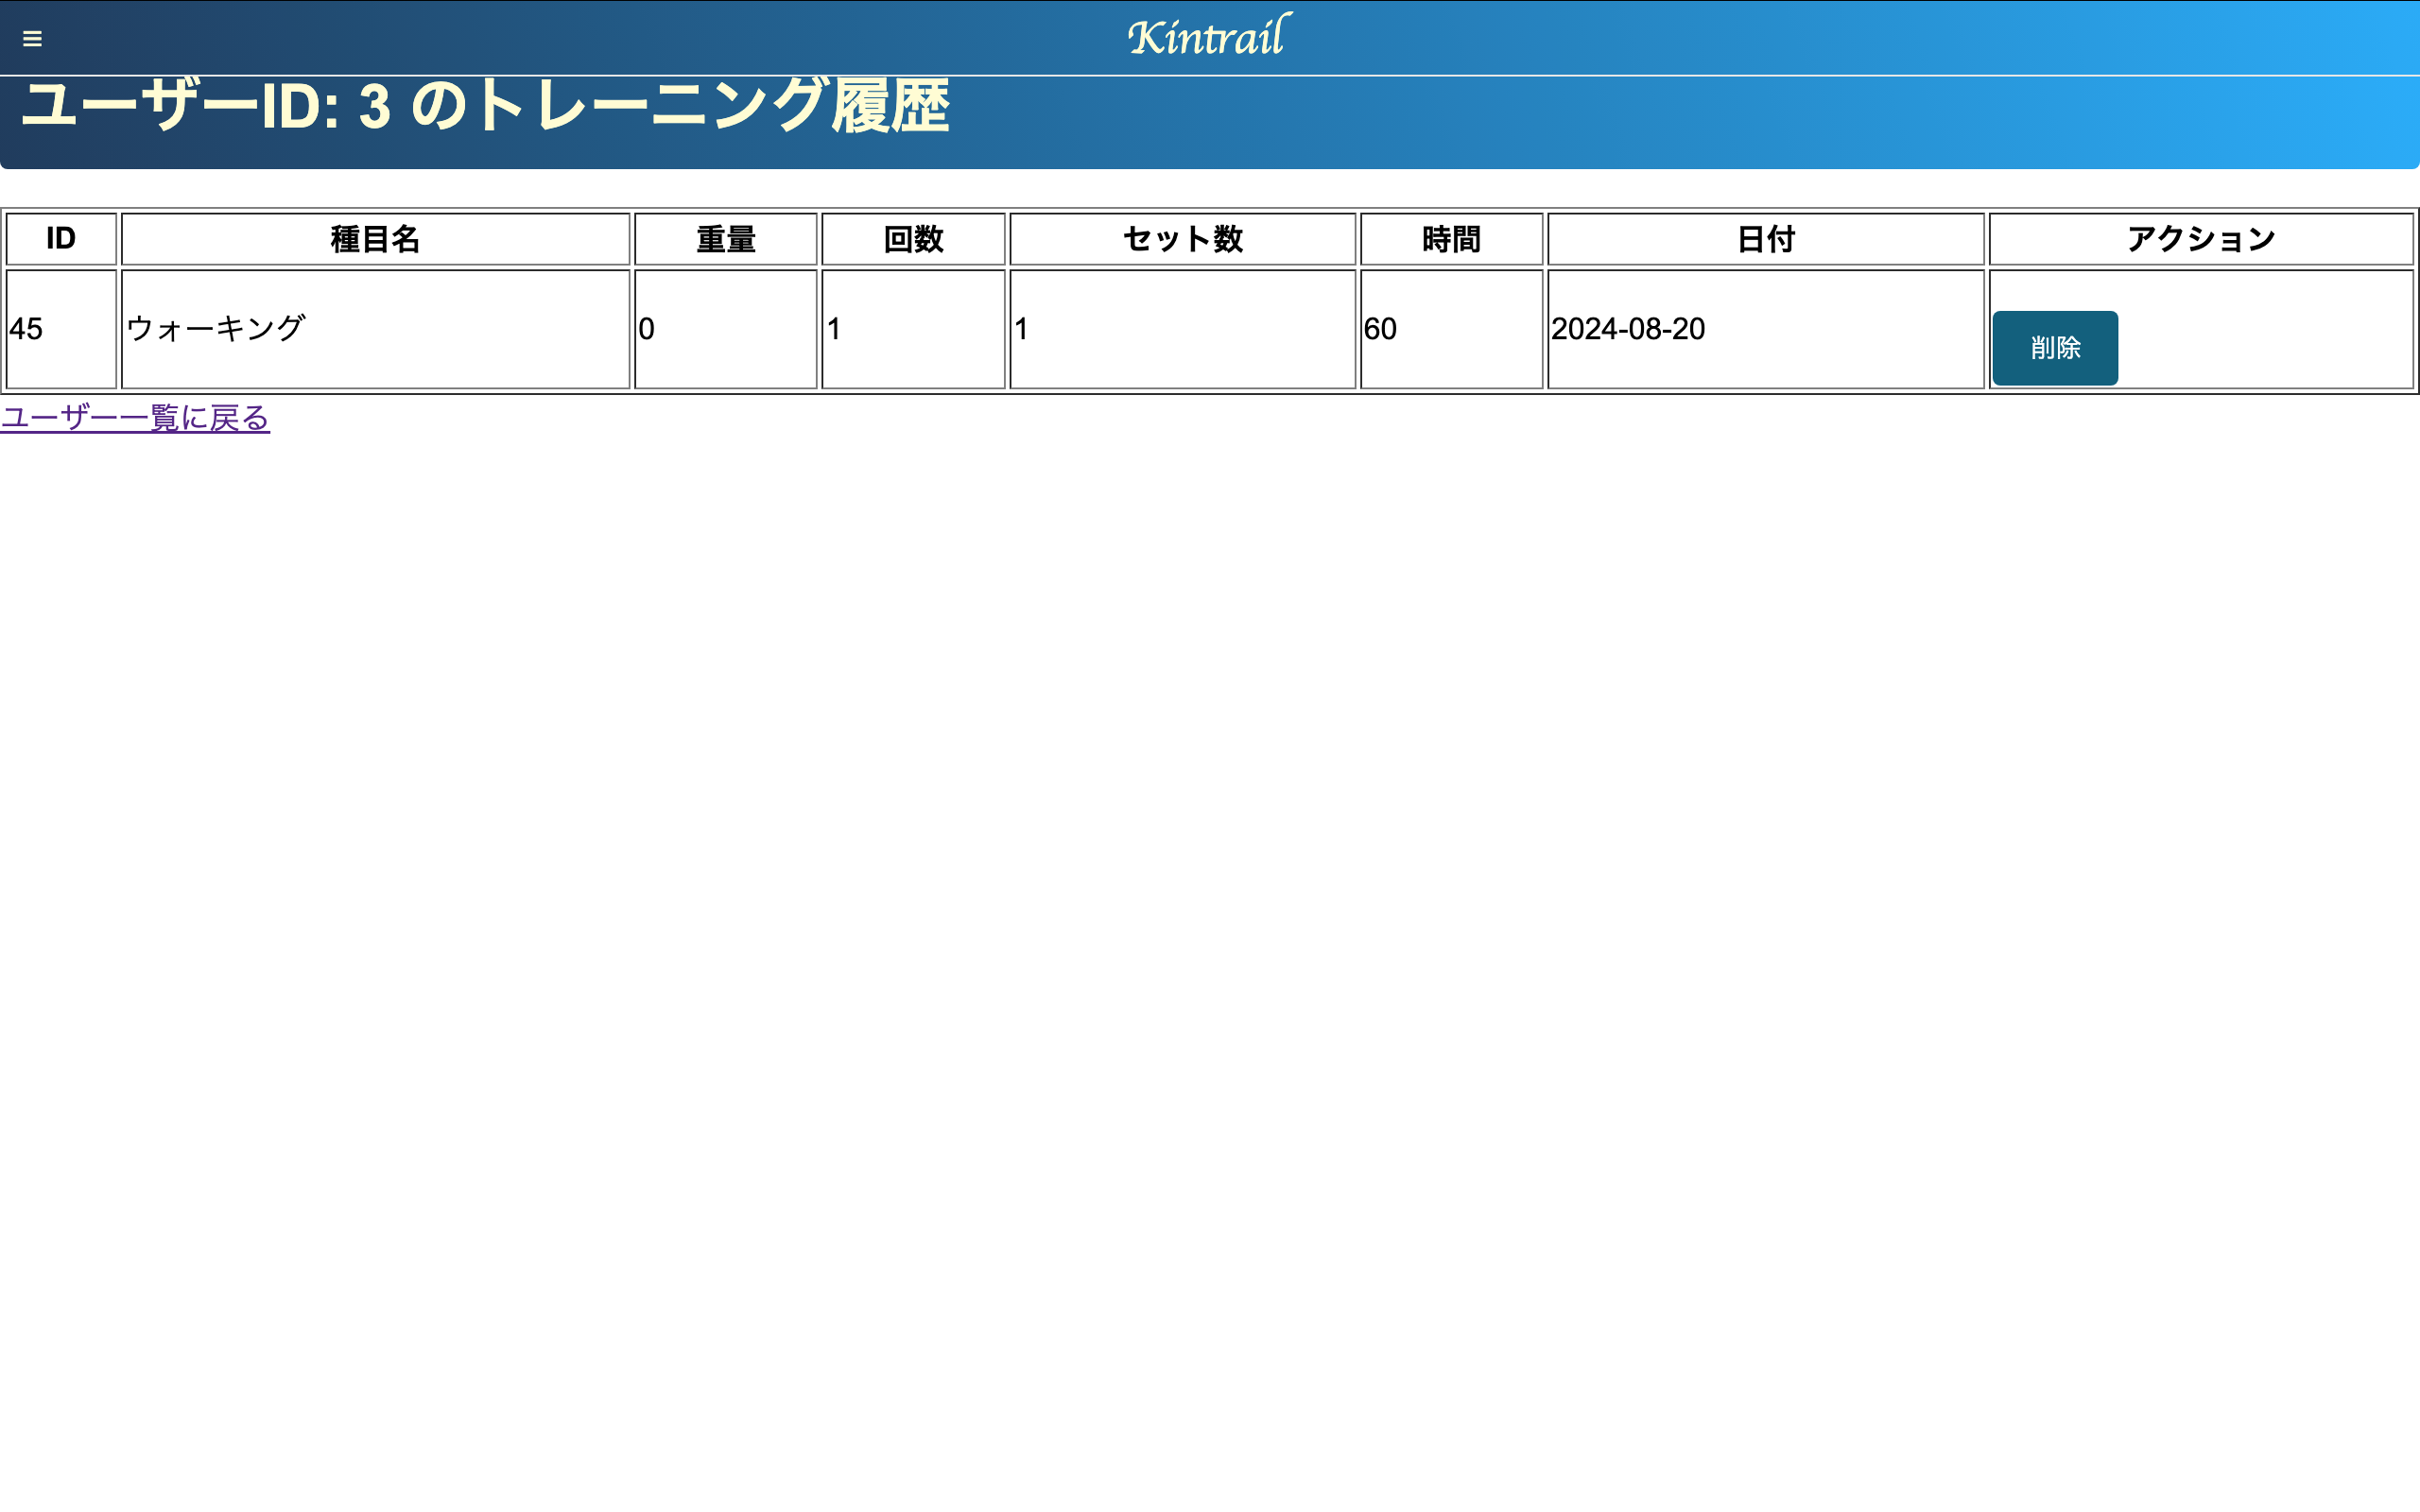 Kintrail
ユーザーID: 3 のトレーニング履歴
ID 種目名 重量 回数 セット数 時間 日付 アクション
45 ウォーキング 0 1 1 60 2024-08-20 削除
ユーザー一覧に戻る